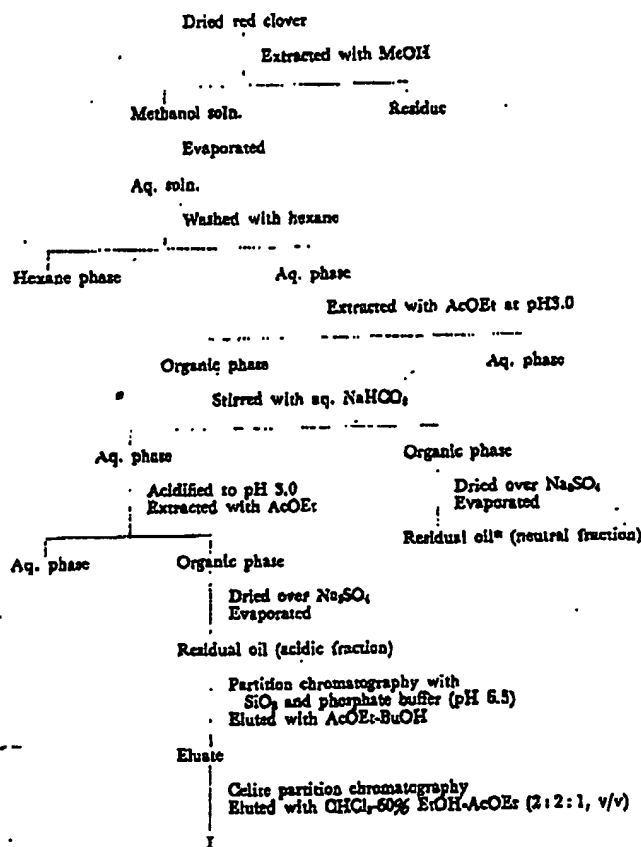 Dried red clover
Extracted with MeOH
Methanol soln.
Residue
Evaporated
Aq. soln.
Washed with hexane
Hexane phase
Aq. phase
Extracted with AcOEt at pH3.0
Organic phase
Aq. phase
Stirred with aq. NaHCO₃
Aq. phase
Organic phase
Acidified to pH 3.0
Extracted with AcOEt
Dried over Na₂SO₄
Evaporated
Residual oil* (neutral fraction)
Aq. phase
Organic phase
Dried over Na₂SO₄
Evaporated
Residual oil (acidic fraction)
Partition chromatography with
SiO₂ and phosphate buffer (pH 6.5)
Eluted with AcOEt-BuOH
Eluate
Celite partition chromatography
Eluted with CHCl₃-60% EtOH-AcOEt (2:2:1, v/v)
I